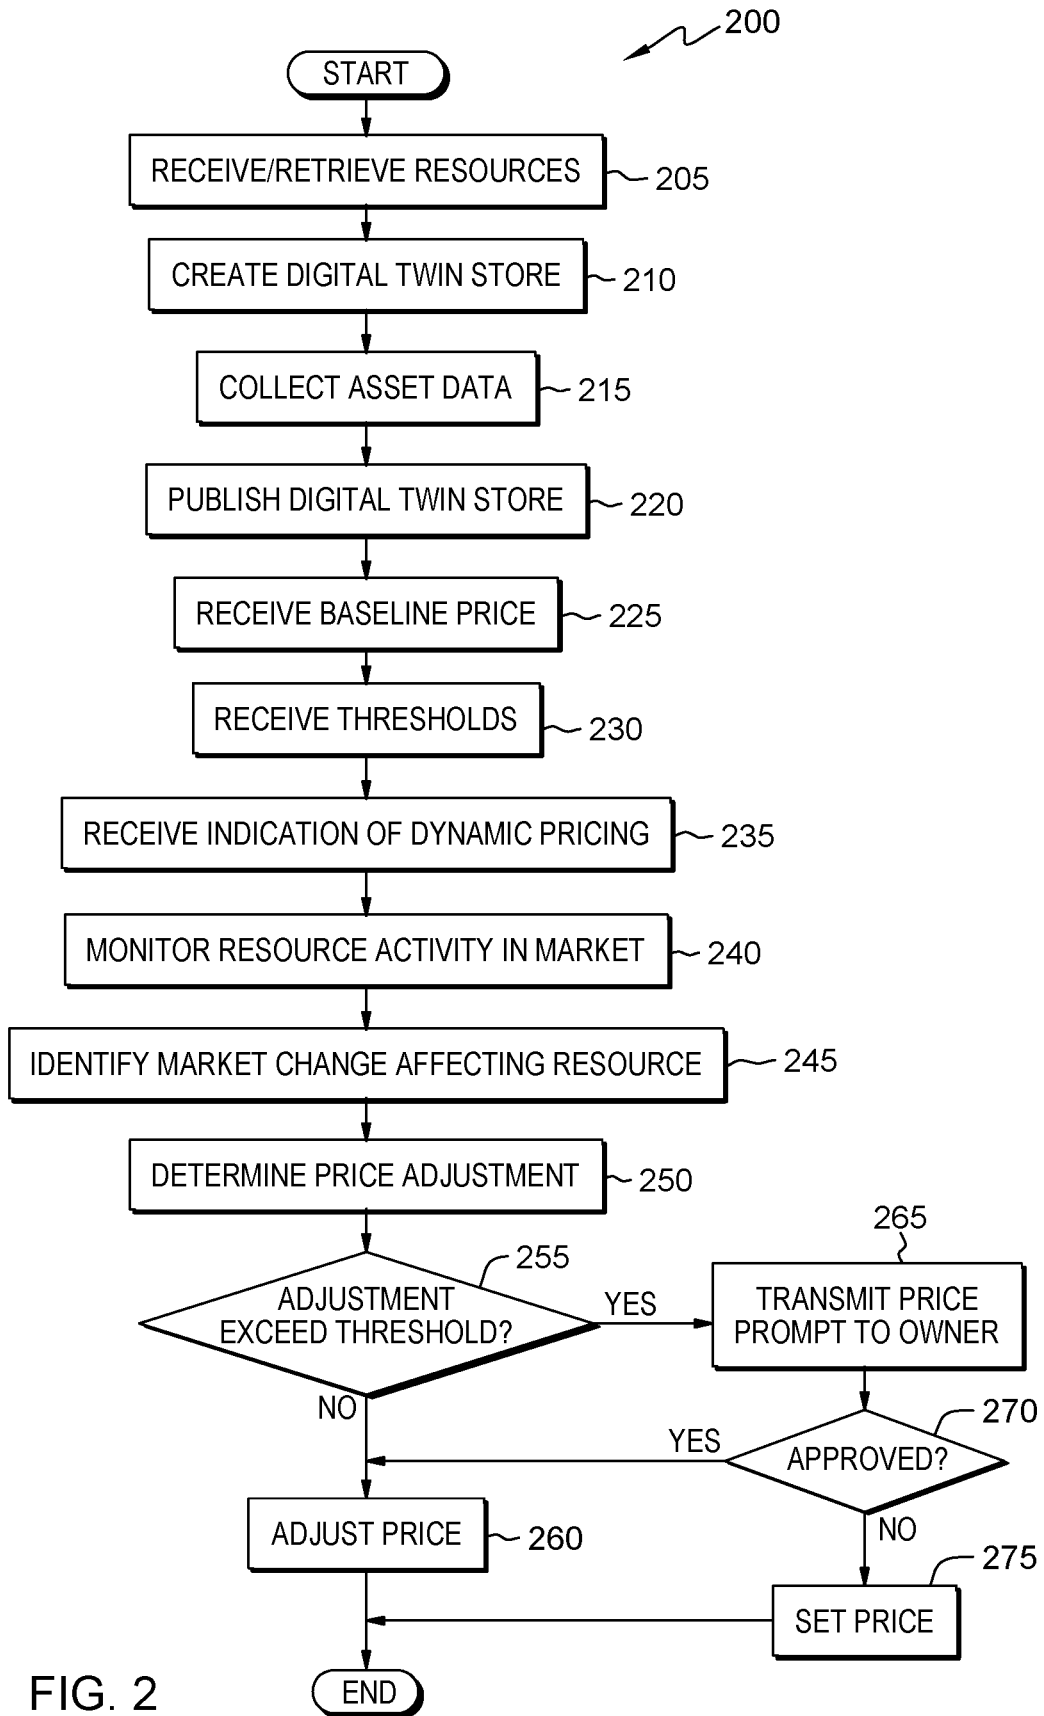 200
START
RECEIVE/RETRIEVE RESOURCES
205
CREATE DIGITAL TWIN STORE
210
COLLECT ASSET DATA
215
PUBLISH DIGITAL TWIN STORE
220
RECEIVE BASELINE PRICE
225
RECEIVE THRESHOLDS
230
RECEIVE INDICATION OF DYNAMIC PRICING
235
MONITOR RESOURCE ACTIVITY IN MARKET
240
IDENTIFY MARKET CHANGE AFFECTING RESOURCE
245
DETERMINE PRICE ADJUSTMENT
250
255
ADJUSTMENT
EXCEED THRESHOLD?
YES
NO
265
TRANSMIT PRICE
PROMPT TO OWNER
270
APPROVED?
YES
NO
ADJUST PRICE
260
275
SET PRICE
END
FIG. 2